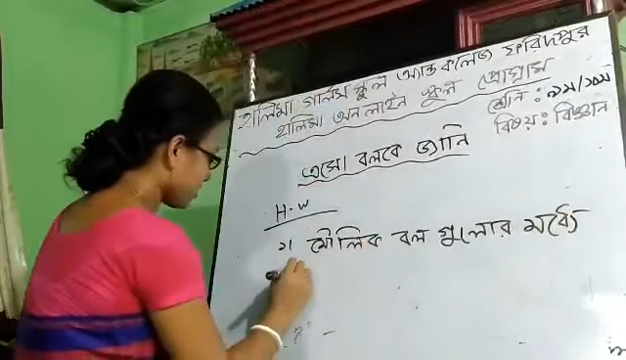 হালিমা গার্লস স্কুল অ্যান্ড কলেজ ফরিদপুর
হালিমা অনলাইন স্কুল প্রোগ্রাম
শ্রেনি : ৯ম/১০ম
বিষয় : বিজ্ঞান
এসো বলকে জানি
H.W
১। মৌলিক বল গুলোর মধ্যে